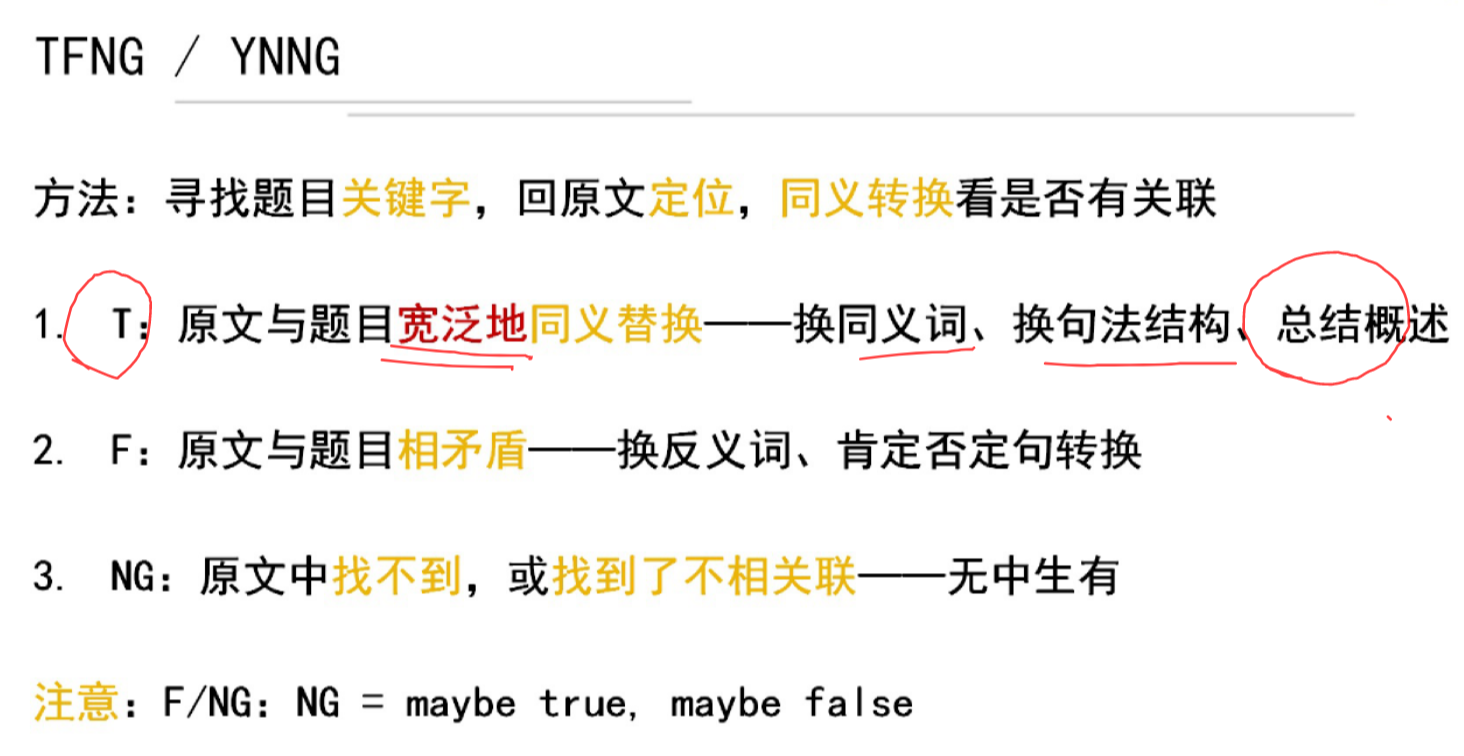 TFNG / YNNG
方法：寻找题目关键字，回原文定位，同义转换看是否有关联
1. T：原文与题目宽泛地同义替换——换同义词、换句法结构、总结概述
2. F：原文与题目相矛盾——换反义词、肯定否定句转换
3. NG：原文中找不到，或找到了不相关联——无中生有
注意：F/NG：NG = maybe true, maybe false